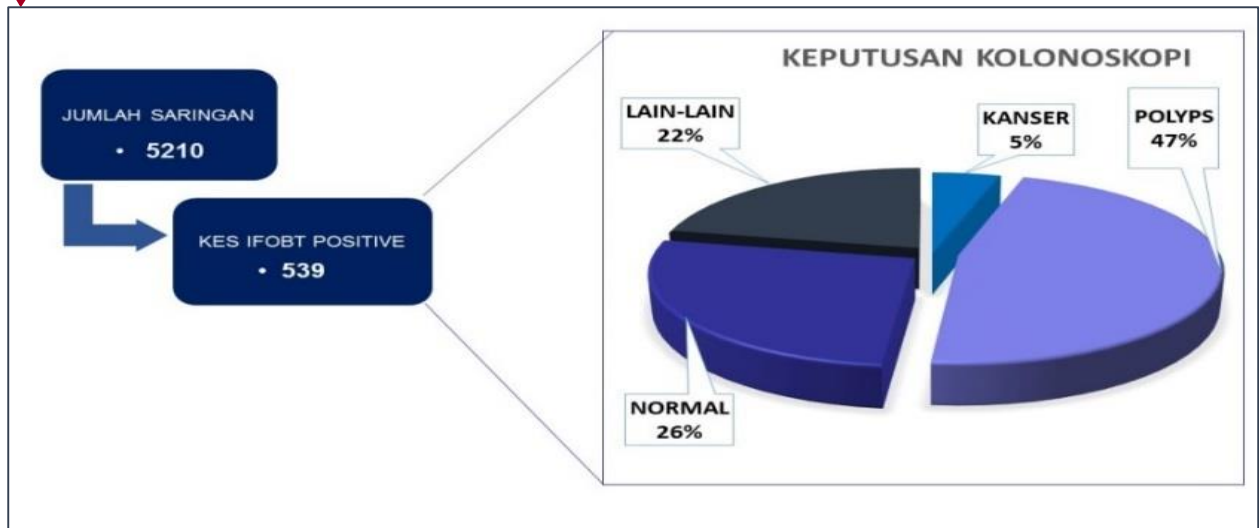 JUMLAH SARINGAN
• 5210
KES IFOBT POSITIVE
• 539
KEPUTUSAN KOLONOSKOPI
LAIN-LAIN
22%
KANSER
5%
POLYPS
47%
NORMAL
26%